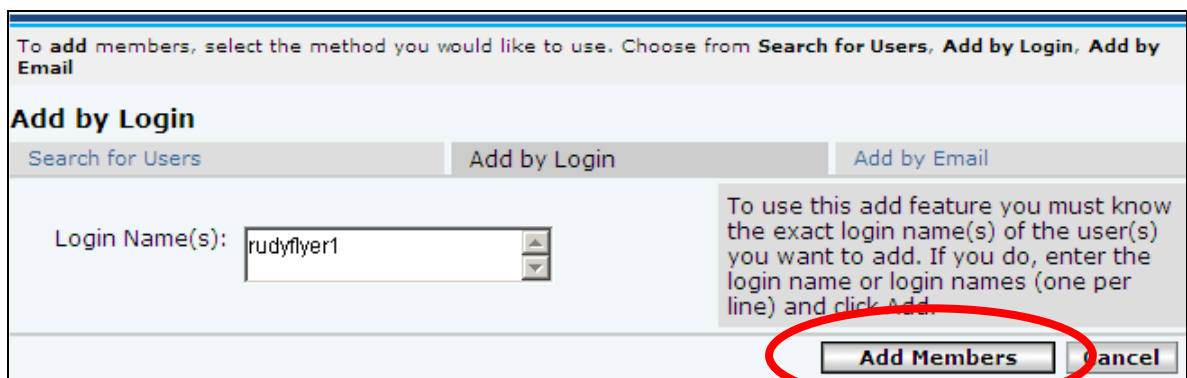 To add members, select the method you would like to use. Choose from Search for Users, Add by Login, Add by
Email
Add by Login
Search for Users Add by Login Add by Email
Login Name(s): rudyflyer1
To use this add feature you must know
the exact login name(s) of the user(s)
you want to add. If you do, enter the
login name or login names (one per
line) and click Add.
Add Members Cancel